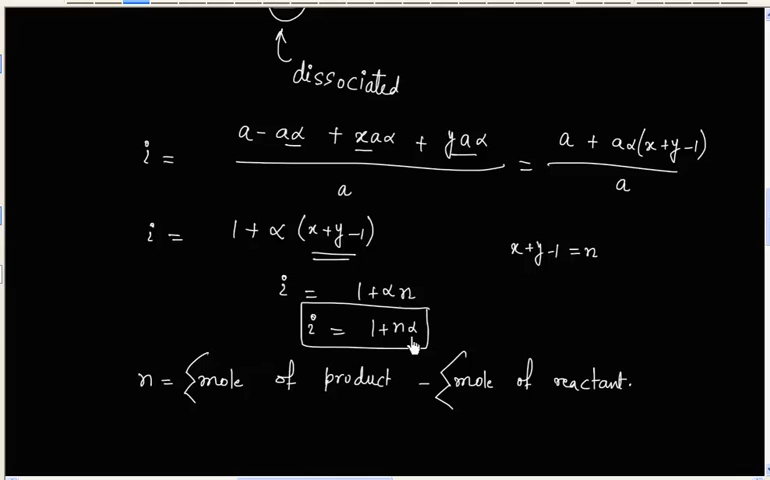 dissociated
i = a - aα + xaα + yaα / a = a + aα(x+y-1) / a
i = 1 + α (x+y-1)
x+y-1 = n
i = 1+αn
i = 1+nα
n = Σmole of product - Σmole of reactant.